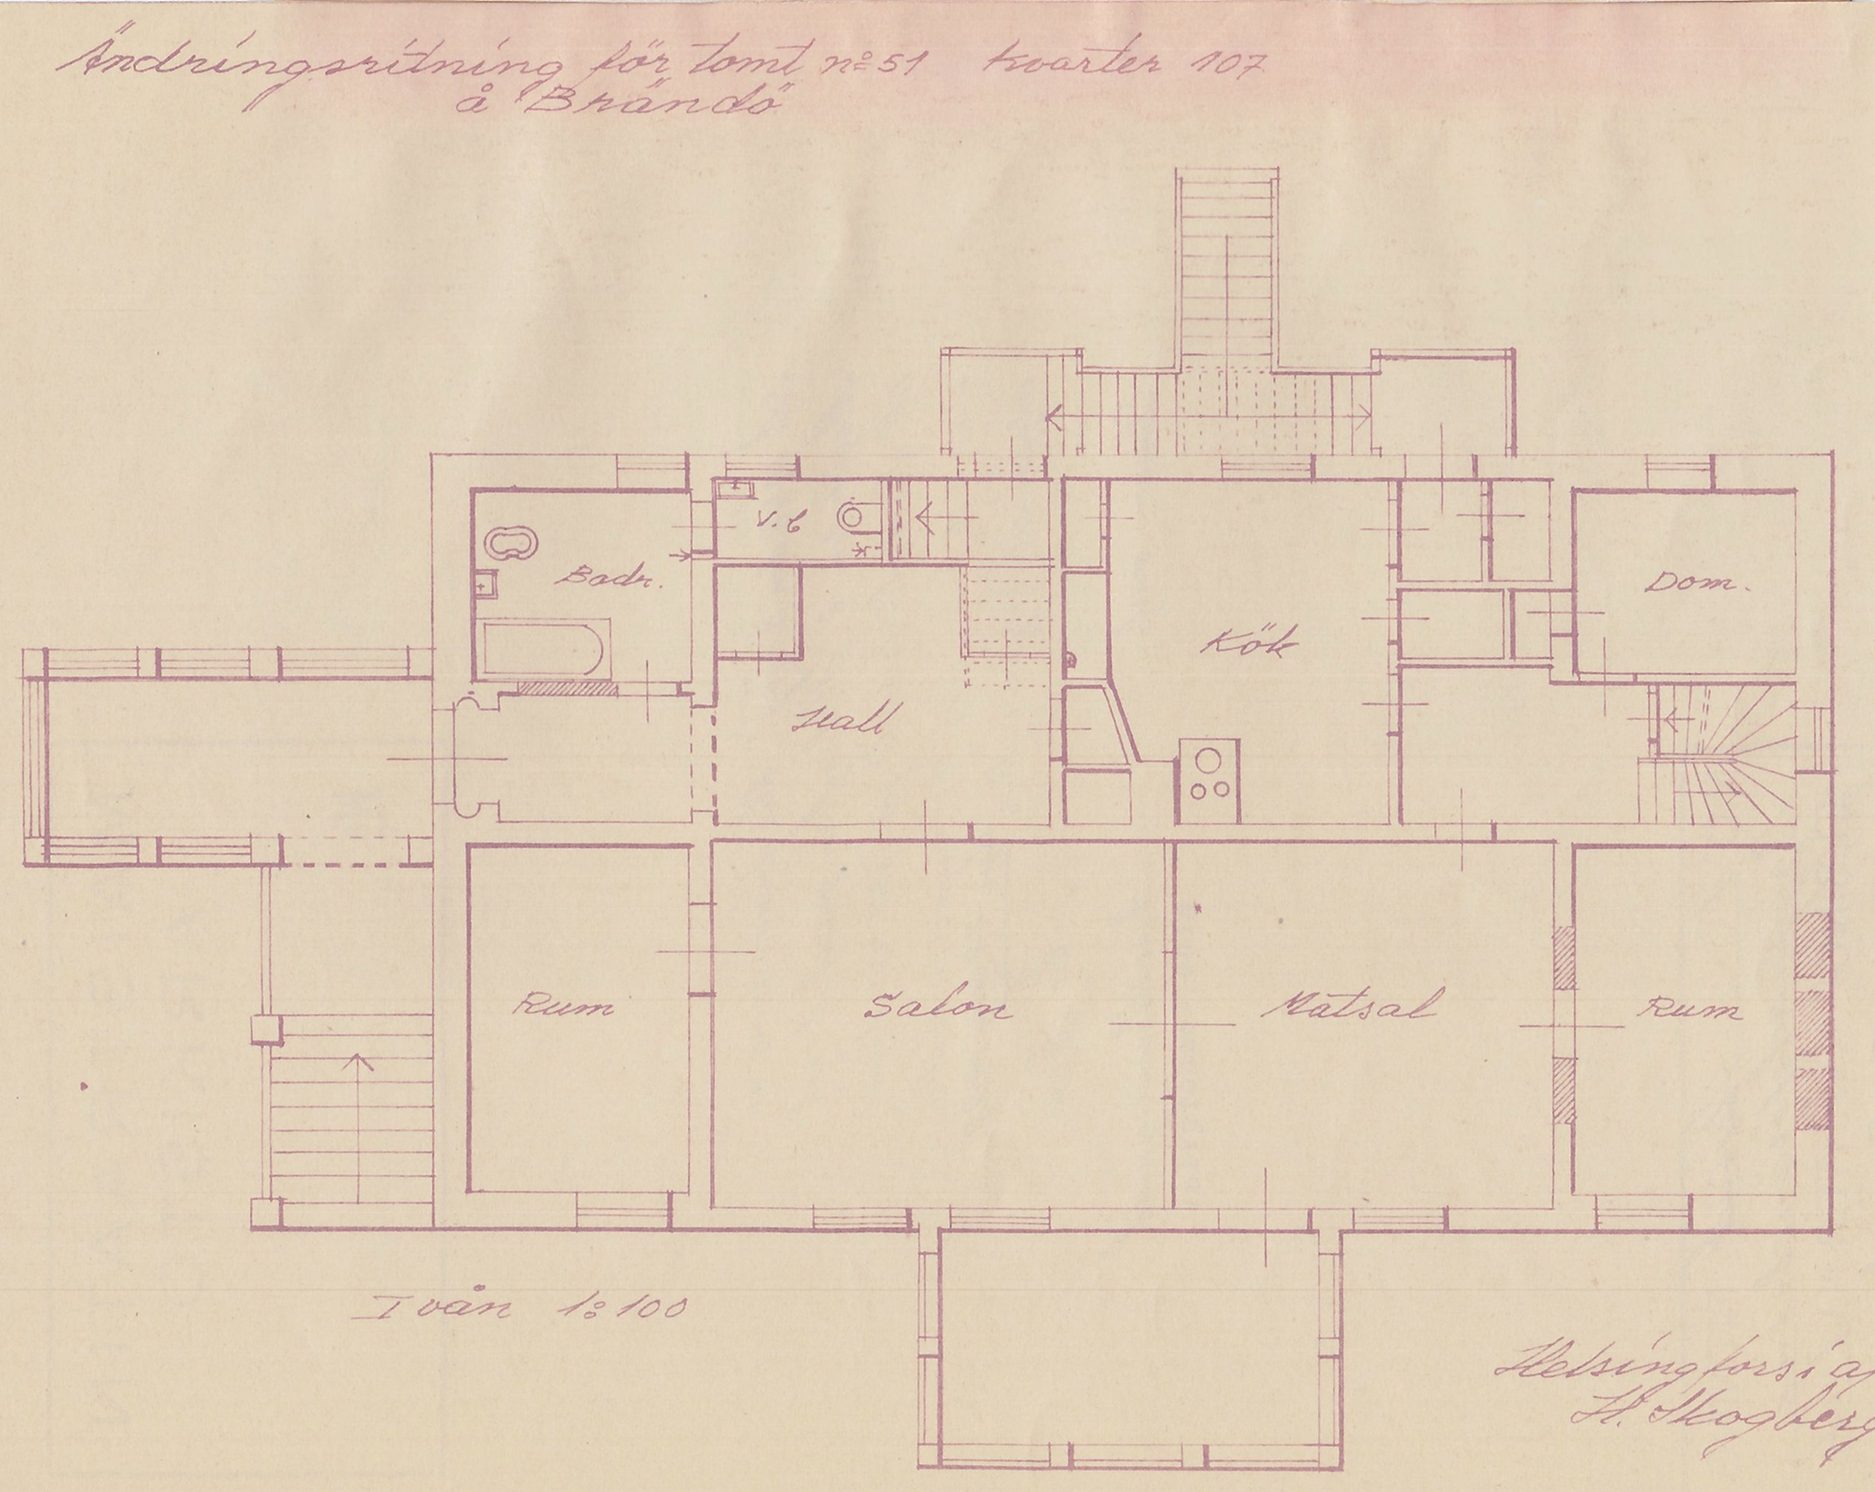 Ändringsritning för tomt no 51 Kvarter 107
å Brändö
V.C
Badr.
Dom.
Kök
Hall
Rum
Salon
Matsal
Rum
I vån 1:100
Helsingfors i
H. Skogberg